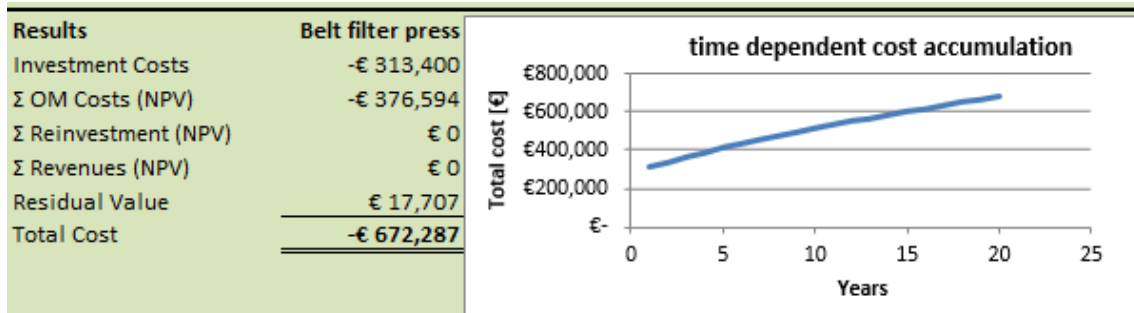 Results Belt filter press
Investment Costs -€ 313,400
Σ OM Costs (NPV) -€ 376,594
Σ Reinvestment (NPV) € 0
Σ Revenues (NPV) € 0
Residual Value € 17,707
Total Cost -€ 672,287
time dependent cost accumulation
Total cost [€]
€800,000
€600,000
€400,000
€200,000
€-
0 5 10 15 20 25
Years